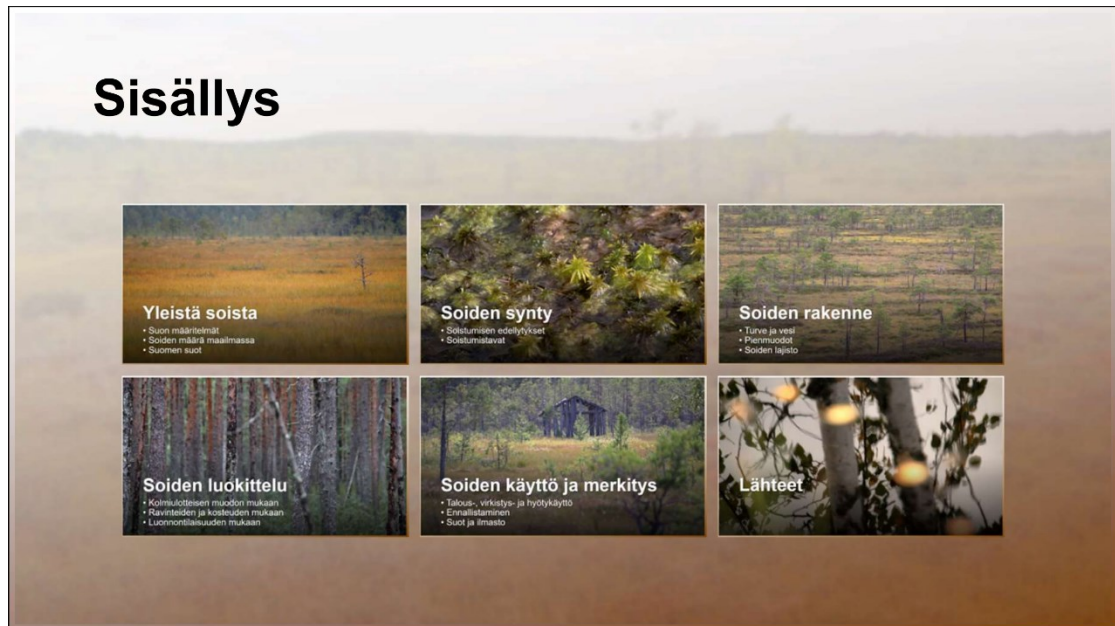 Sisällys
Yleistä soista
• Suon määritelmät
• Soiden määrä maailmassa
• Suomen suot
Soiden synty
• Soistumisen edellytykset
• Soistumistavat
Soiden rakenne
• Turve ja vesi
• Pienmuodot
• Soiden lajisto
Soiden luokittelu
• Kolmiulotteisen muodon mukaan
• Ravinteiden ja kosteuden mukaan
• Luonnontilaisuuden mukaan
Soiden käyttö ja merkitys
• Talous-, virkistys- ja hyötykäyttö
• Ennallistaminen
• Suot ja ilmasto
Lähteet